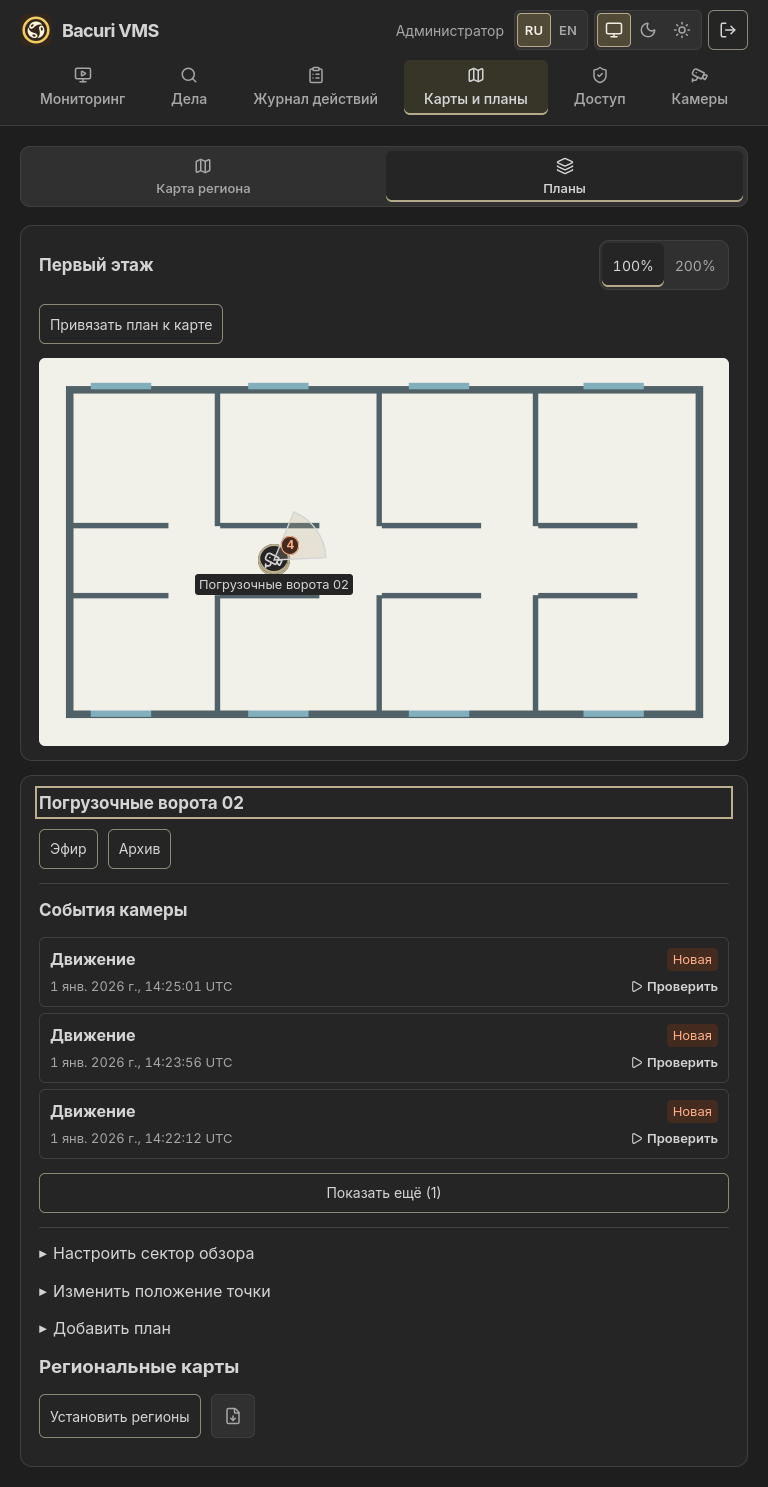 Bacuri VMS
Администратор
RU
EN
Мониторинг
Дела
Журнал действий
Карты и планы
Доступ
Камеры
Карта региона
Планы
Первый этаж
100%
200%
Привязать план к карте
4
Погрузочные ворота 02
Погрузочные ворота 02
Эфир
Архив
События камеры
Движение
Новая
1 янв. 2026 г., 14:25:01 UTC
Проверить
Движение
Новая
1 янв. 2026 г., 14:23:56 UTC
Проверить
Движение
Новая
1 янв. 2026 г., 14:22:12 UTC
Проверить
Показать ещё (1)
Настроить сектор обзора
Изменить положение точки
Добавить план
Региональные карты
Установить регионы